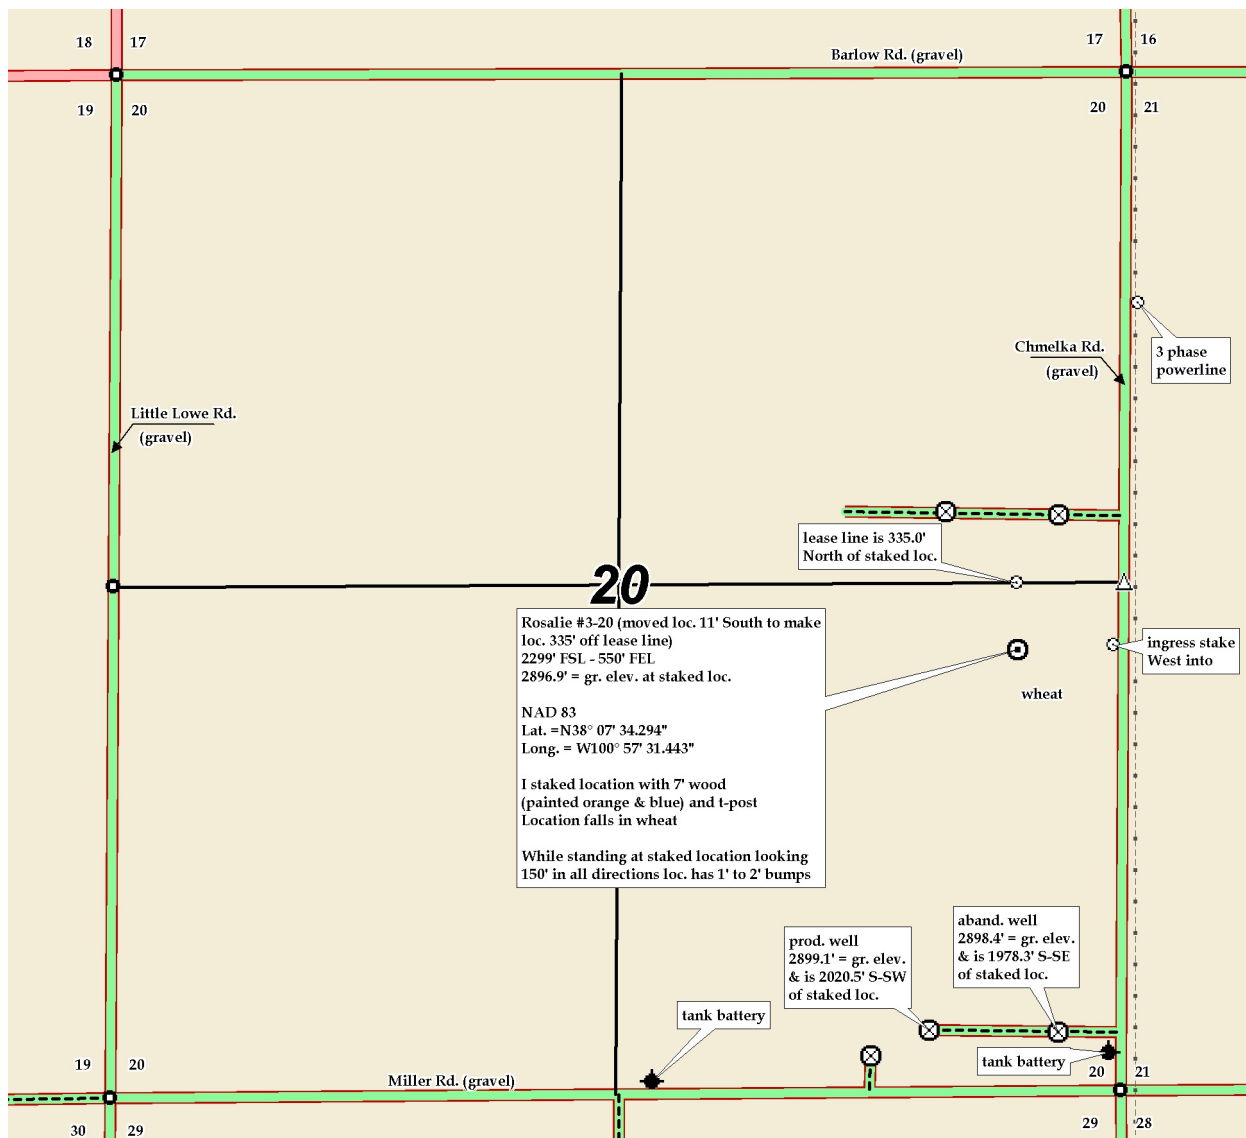 18 17
17 16
Barlow Rd. (gravel)
19 20
20 21
Chmelka Rd.
(gravel)
3 phase
powerline
Little Lowe Rd.
(gravel)
lease line is 335.0'
North of staked loc.
20
Rosalie #3-20 (moved loc. 11' South to make
loc. 335' off lease line)
2299' FSL - 550' FEL
2896.9' = gr. elev. at staked loc.
NAD 83
Lat. =N38° 07' 34.294"
Long. = W100° 57' 31.443"
I staked location with 7' wood
(painted orange & blue) and t-post
Location falls in wheat
While standing at staked location looking
150' in all directions loc. has 1' to 2' bumps
ingress stake
West into
wheat
prod. well
2899.1' = gr. elev.
& is 2020.5' S-SW
of staked loc.
aband. well
2898.4' = gr. elev.
& is 1978.3' S-SE
of staked loc.
tank battery
tank battery
19 20
20 21
Miller Rd. (gravel)
30 29
29 28